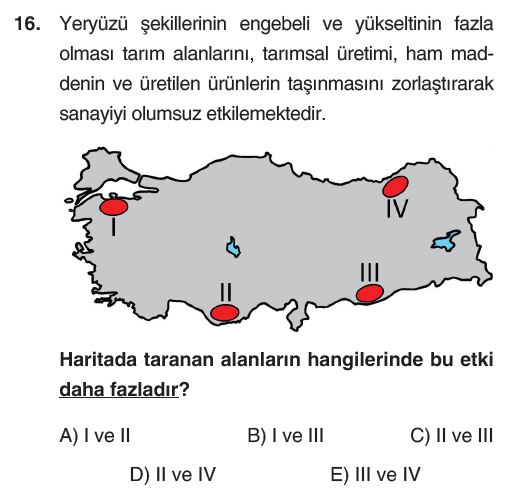 16. Yeryüzü şekillerinin engebeli ve yükseltinin fazla
olması tarım alanlarını, tarımsal üretimi, ham mad-
denin ve üretilen ürünlerin taşınmasını zorlaştırarak
sanayiyi olumsuz etkilemektedir.
I
IV
II
III
Haritada taranan alanların hangilerinde bu etki
daha fazladır?
A) I ve II B) I ve III C) II ve III
D) II ve IV E) III ve IV